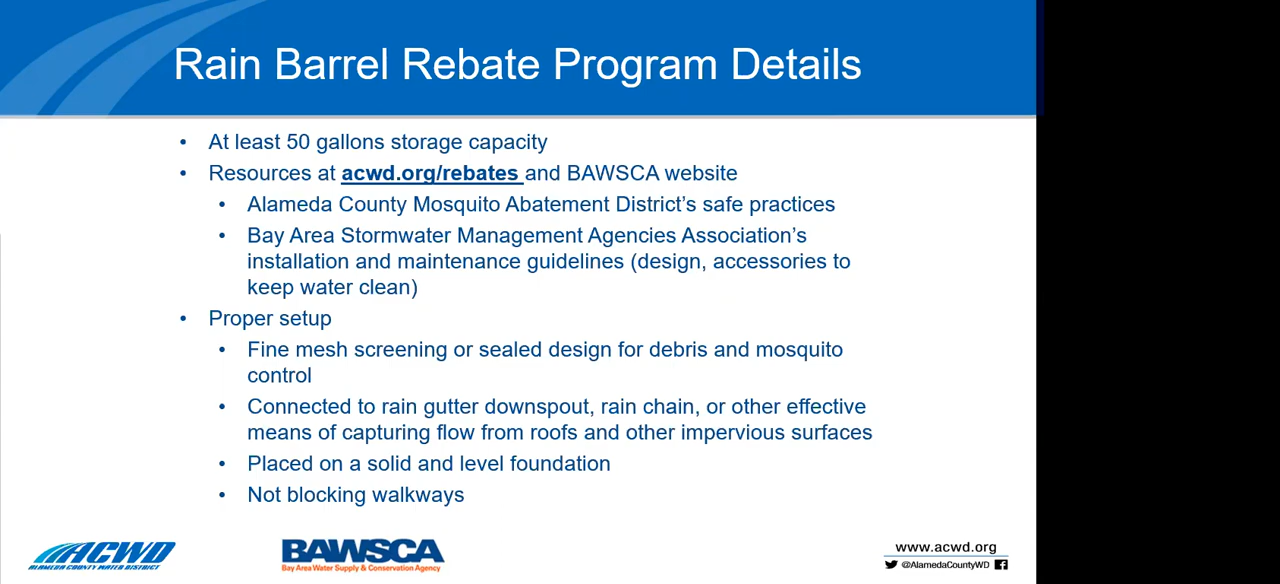 Rain Barrel Rebate Program Details
• At least 50 gallons storage capacity
• Resources at acwd.org/rebates and BAWSCA website
• Alameda County Mosquito Abatement District's safe practices
• Bay Area Stormwater Management Agencies Association's
installation and maintenance guidelines (design, accessories to
keep water clean)
• Proper setup
• Fine mesh screening or sealed design for debris and mosquito
control
• Connected to rain gutter downspout, rain chain, or other effective
means of capturing flow from roofs and other impervious surfaces
• Placed on a solid and level foundation
• Not blocking walkways
ACWD
ALAMEDA COUNTY WATER DISTRICT
BAWSCA
Bay Area Water Supply & Conservation Agency
www.acwd.org
@AlamedaCountyWD